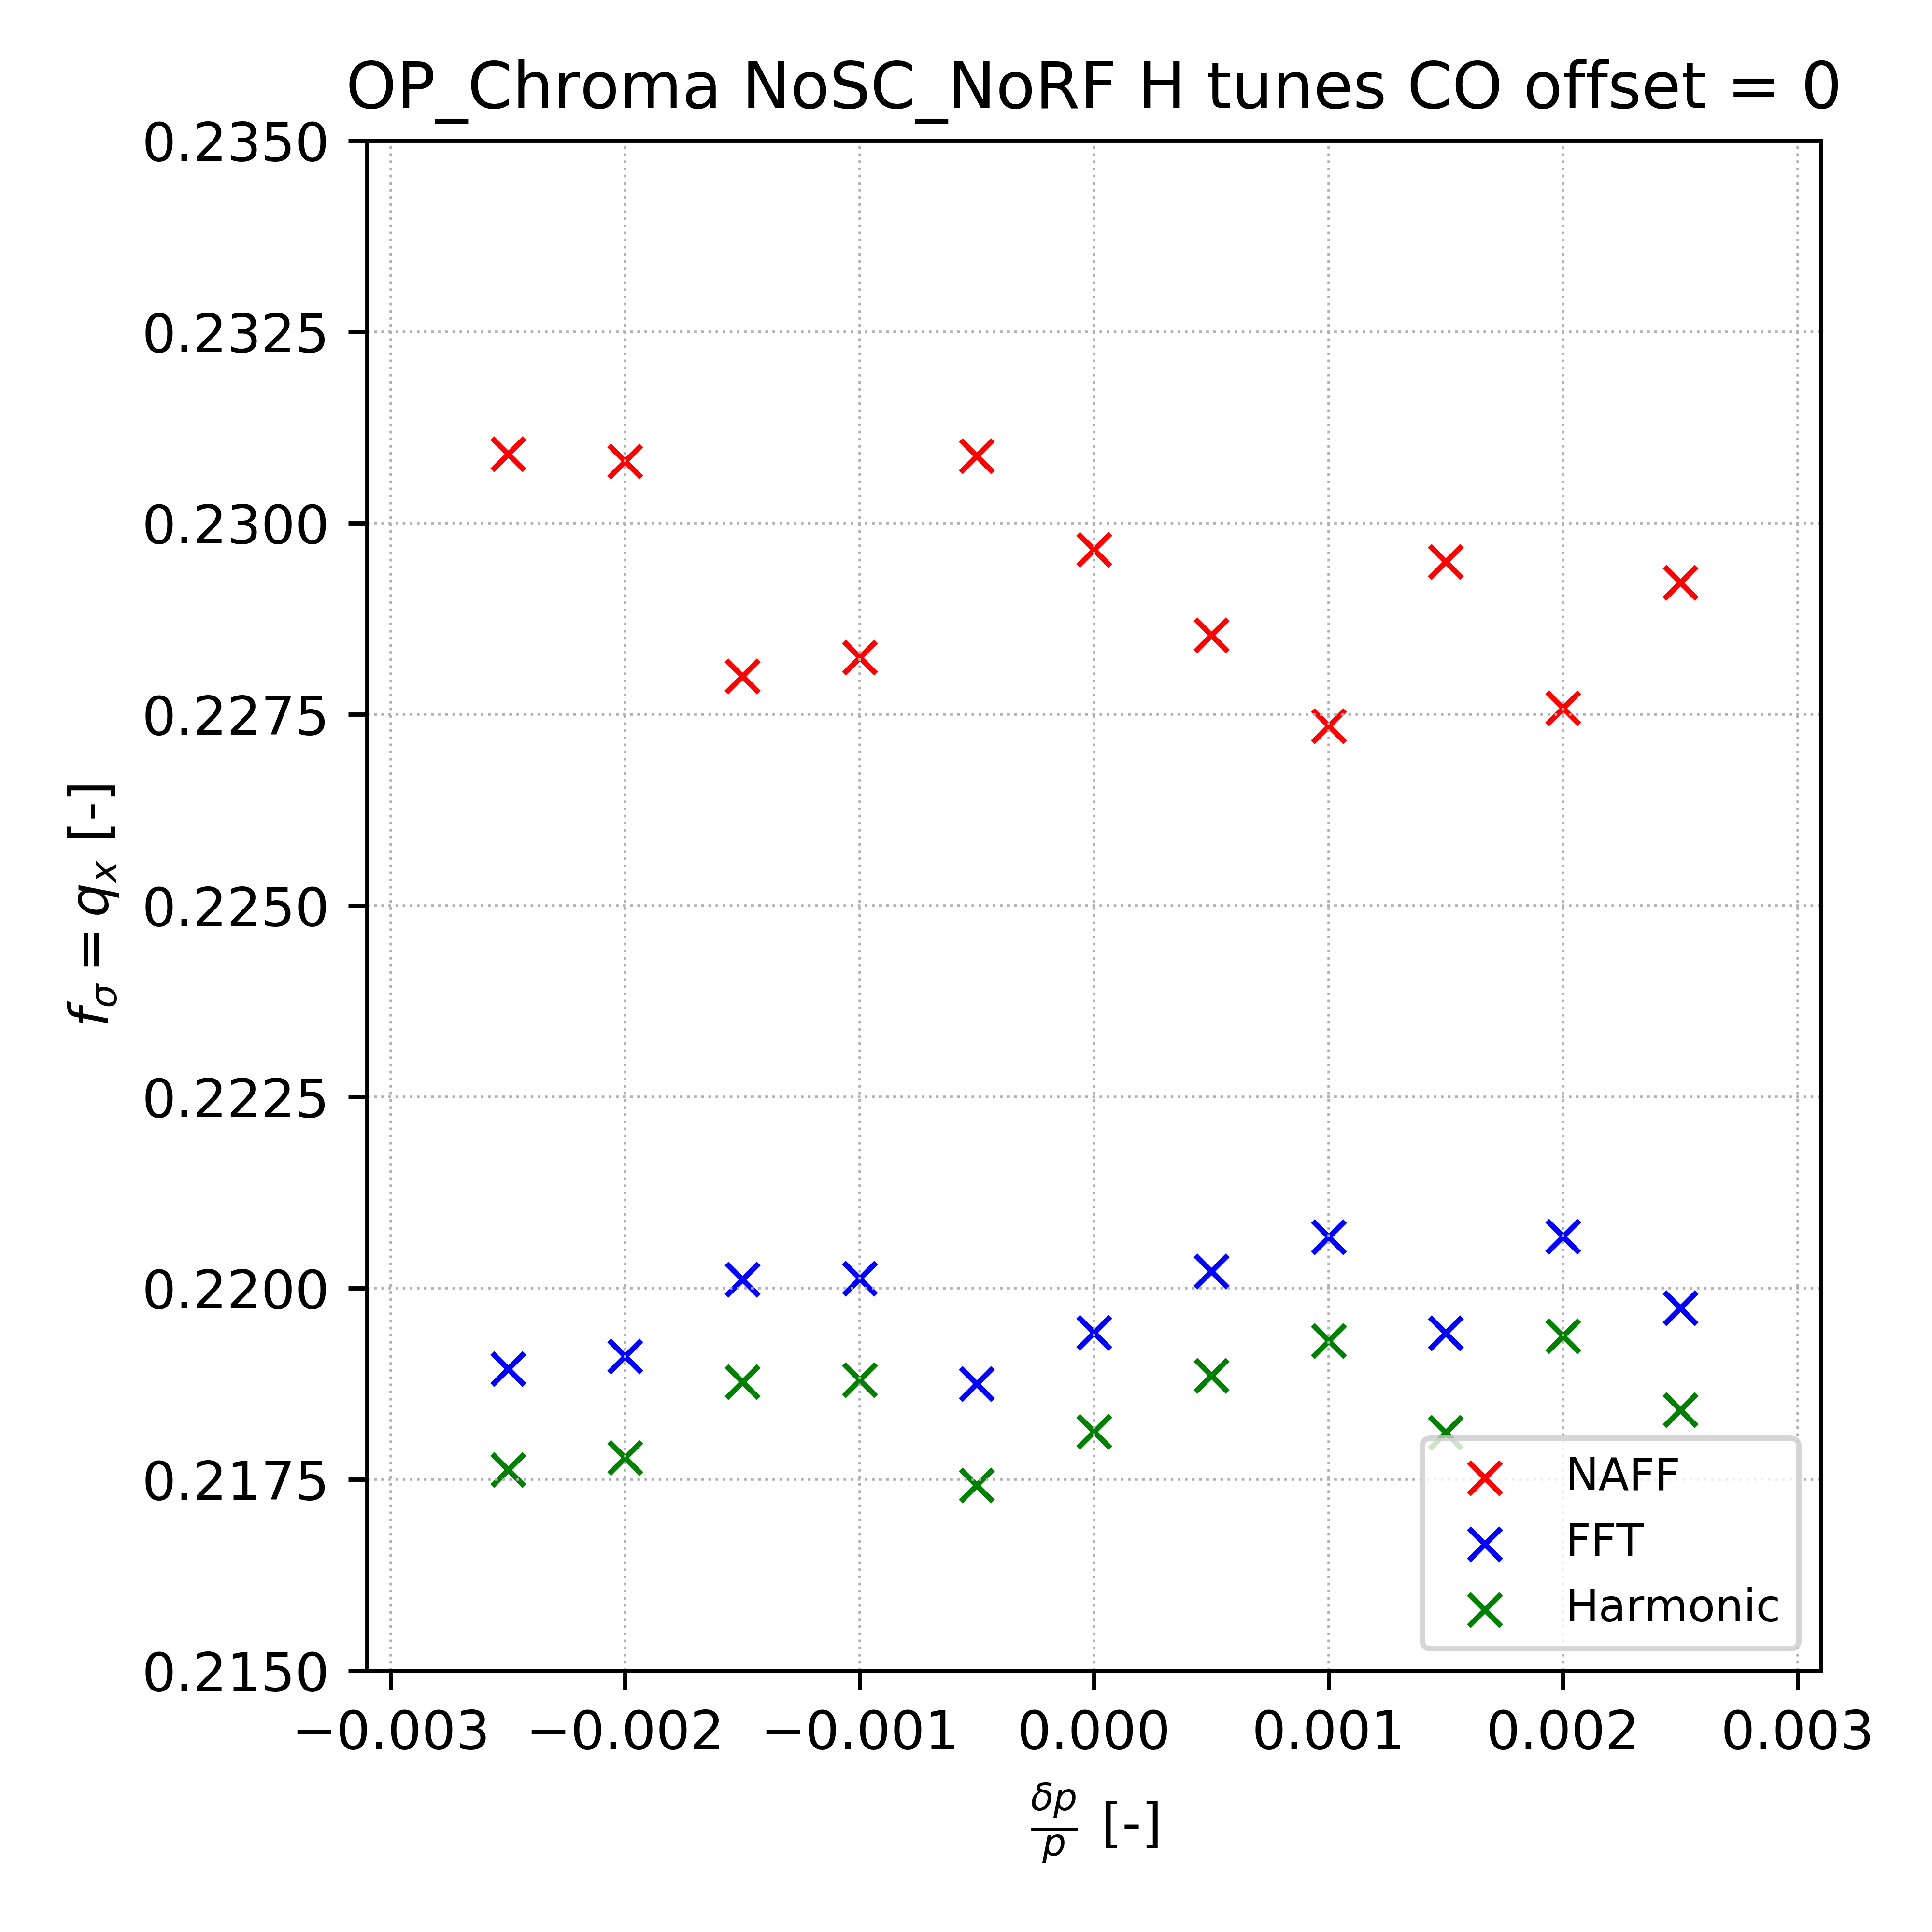 OP_Chroma NoSC_NoRF H tunes CO offset = 0
0.2350
0.2325
0.2300
0.2275
0.2250
0.2225
0.2200
0.2175
0.2150
f_σ = q_x [-]
−0.003 −0.002 −0.001 0.000 0.001 0.002 0.003
δp/p [-]
NAFF
FFT
Harmonic